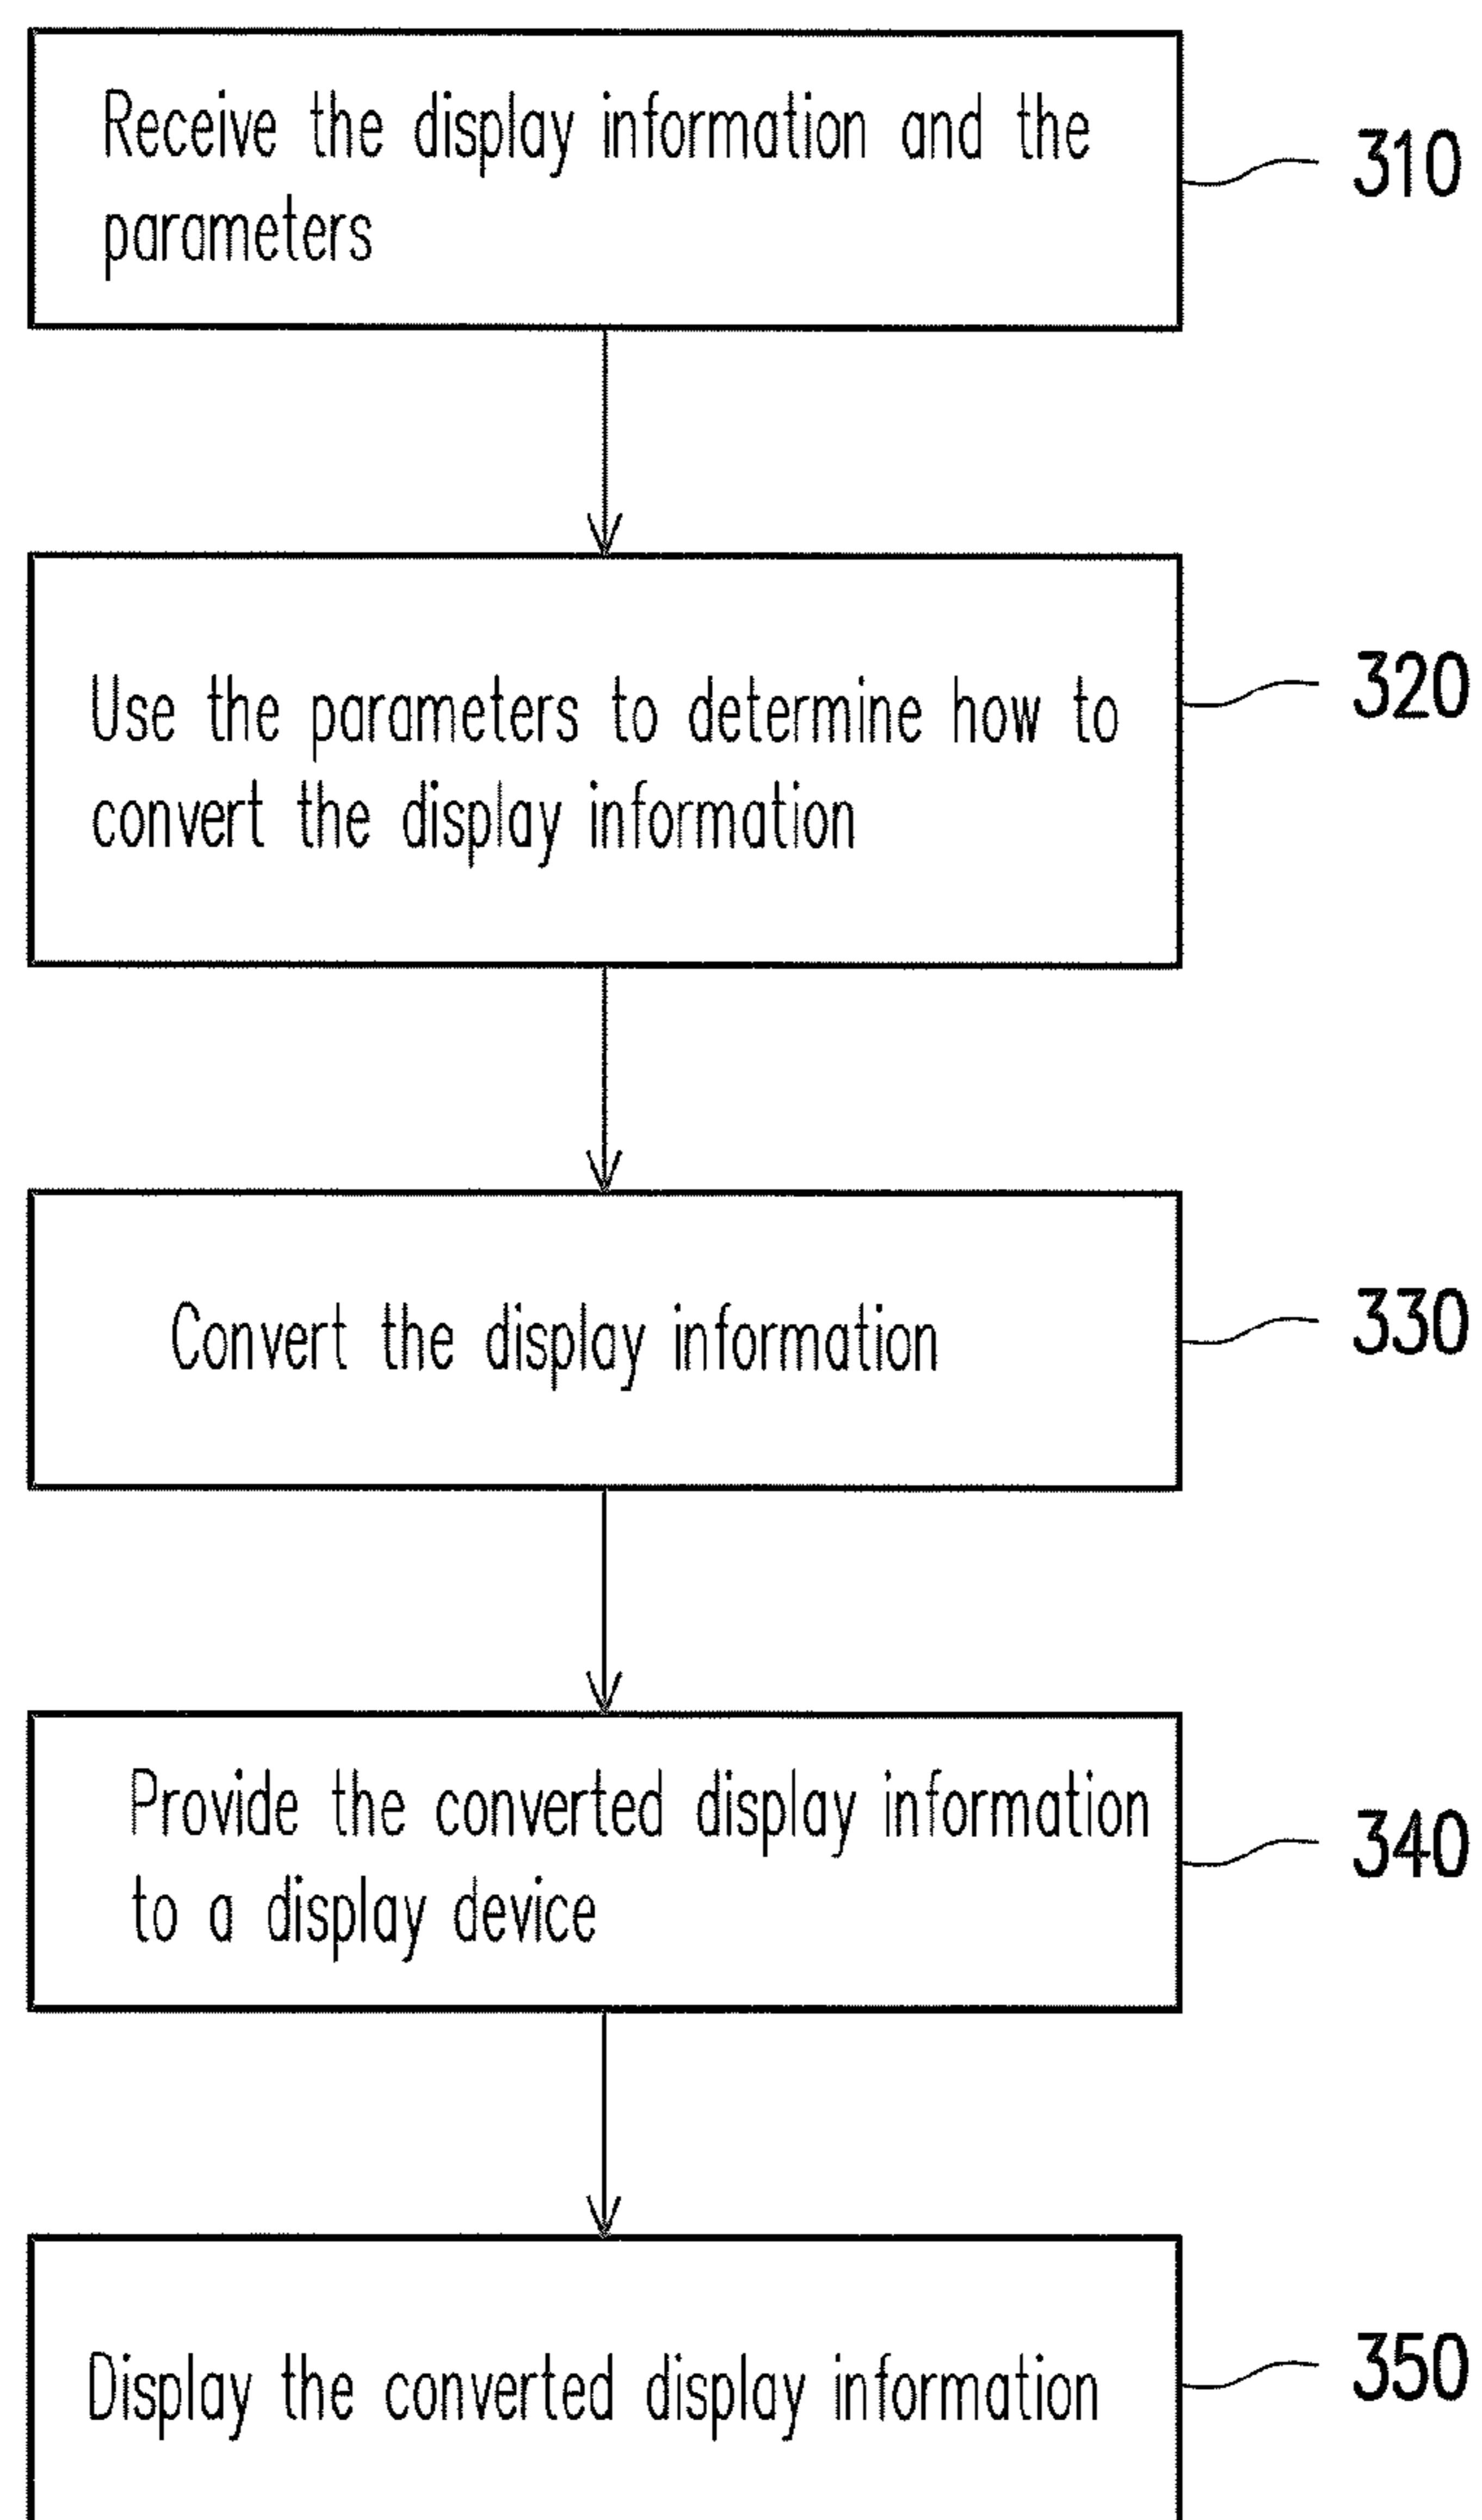 Receive the display information and the
parameters
310
Use the parameters to determine how to
convert the display information
320
Convert the display information
330
Provide the converted display information
to a display device
340
Display the converted display information
350